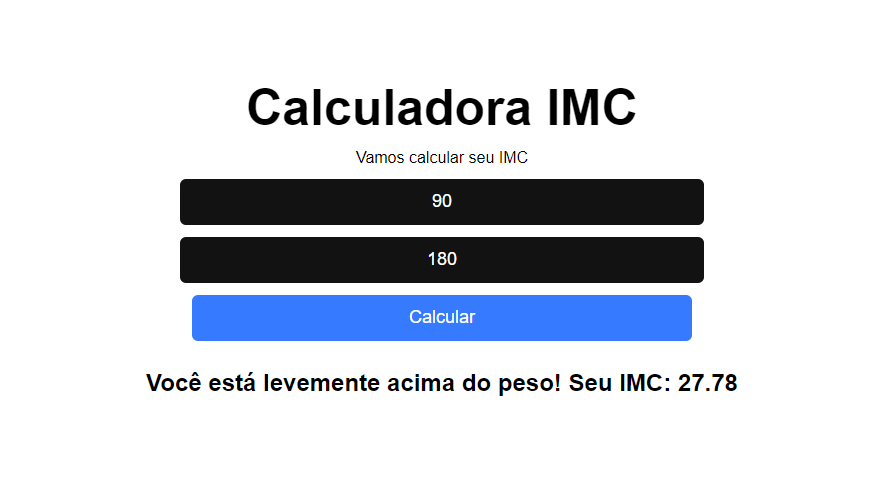 Calculadora IMC
Vamos calcular seu IMC
90
180
Calcular
Você está levemente acima do peso! Seu IMC: 27.78